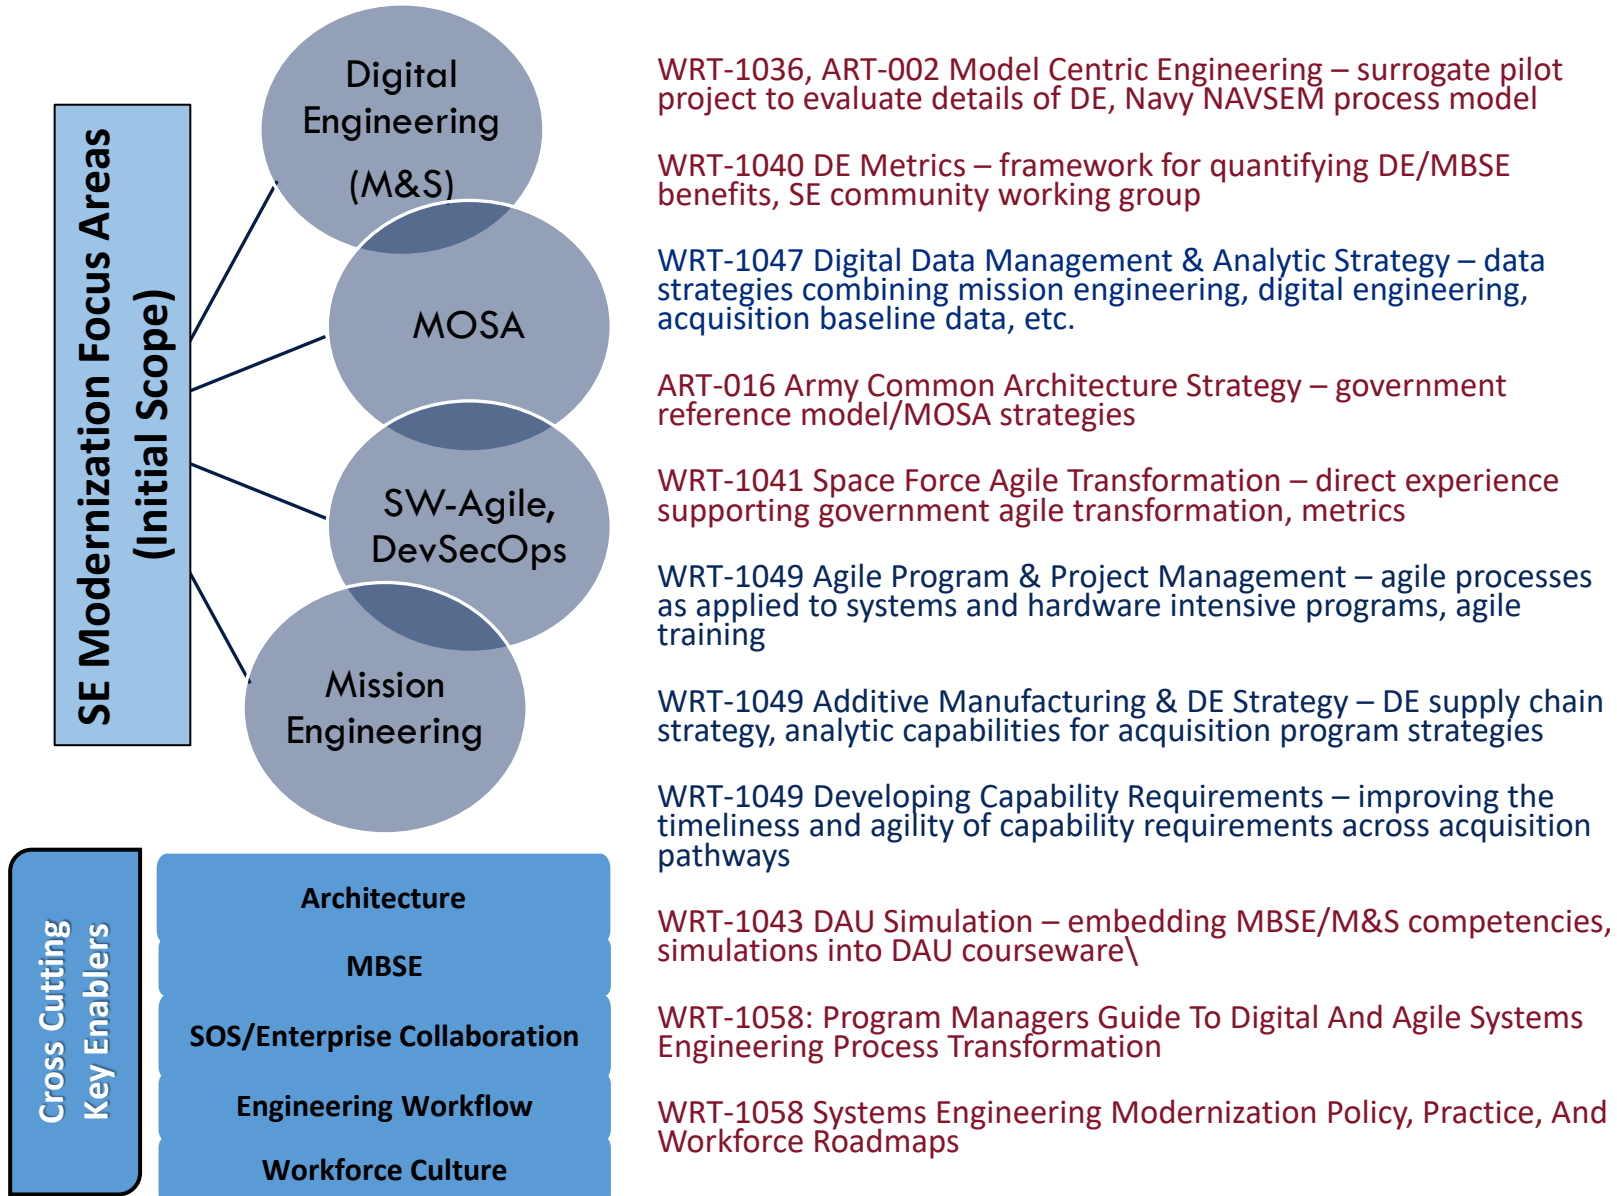 SE Modernization Focus Areas
(Initial Scope)
Digital
Engineering
(M&S)
MOSA
SW-Agile,
DevSecOps
Mission
Engineering
Cross Cutting
Key Enablers
Architecture
MBSE
SOS/Enterprise Collaboration
Engineering Workflow
Workforce Culture
WRT-1036, ART-002 Model Centric Engineering – surrogate pilot
project to evaluate details of DE, Navy NAVSEM process model
WRT-1040 DE Metrics – framework for quantifying DE/MBSE
benefits, SE community working group
WRT-1047 Digital Data Management & Analytic Strategy – data
strategies combining mission engineering, digital engineering,
acquisition baseline data, etc.
ART-016 Army Common Architecture Strategy – government
reference model/MOSA strategies
WRT-1041 Space Force Agile Transformation – direct experience
supporting government agile transformation, metrics
WRT-1049 Agile Program & Project Management – agile processes
as applied to systems and hardware intensive programs, agile
training
WRT-1049 Additive Manufacturing & DE Strategy – DE supply chain
strategy, analytic capabilities for acquisition program strategies
WRT-1049 Developing Capability Requirements – improving the
timeliness and agility of capability requirements across acquisition
pathways
WRT-1043 DAU Simulation – embedding MBSE/M&S competencies,
simulations into DAU courseware\
WRT-1058: Program Managers Guide To Digital And Agile Systems
Engineering Process Transformation
WRT-1058 Systems Engineering Modernization Policy, Practice, And
Workforce Roadmaps